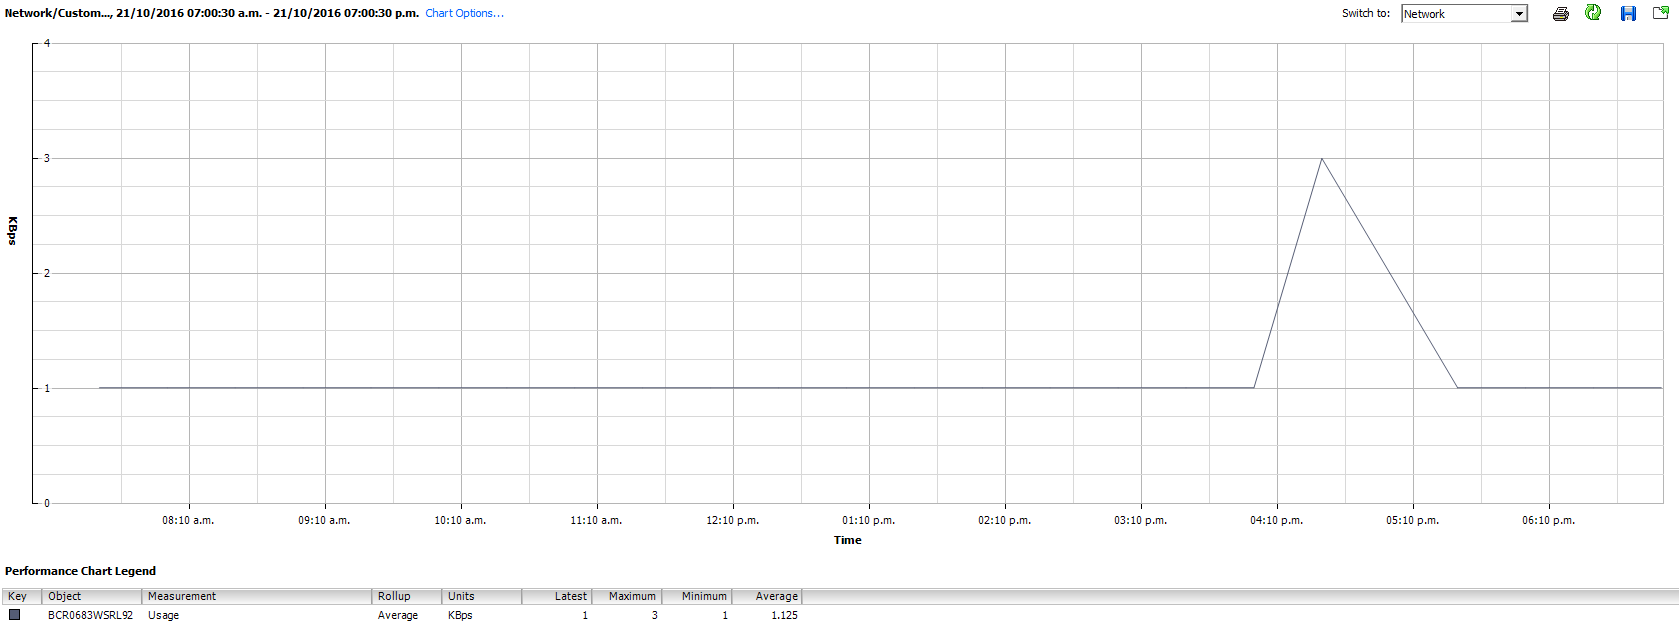 Network/Custom..., 21/10/2016 07:00:30 a.m. - 21/10/2016 07:00:30 p.m. Chart Options... Switch to: Network
4
3
KBps
2
1
0
08:10 a.m. 09:10 a.m. 10:10 a.m. 11:10 a.m. 12:10 p.m. 01:10 p.m. 02:10 p.m. 03:10 p.m. 04:10 p.m. 05:10 p.m. 06:10 p.m.
Time
Performance Chart Legend
Key Object Measurement Rollup Units Latest Maximum Minimum Average
BCR0683WSRL92 Usage Average KBps 1 3 1 1.125